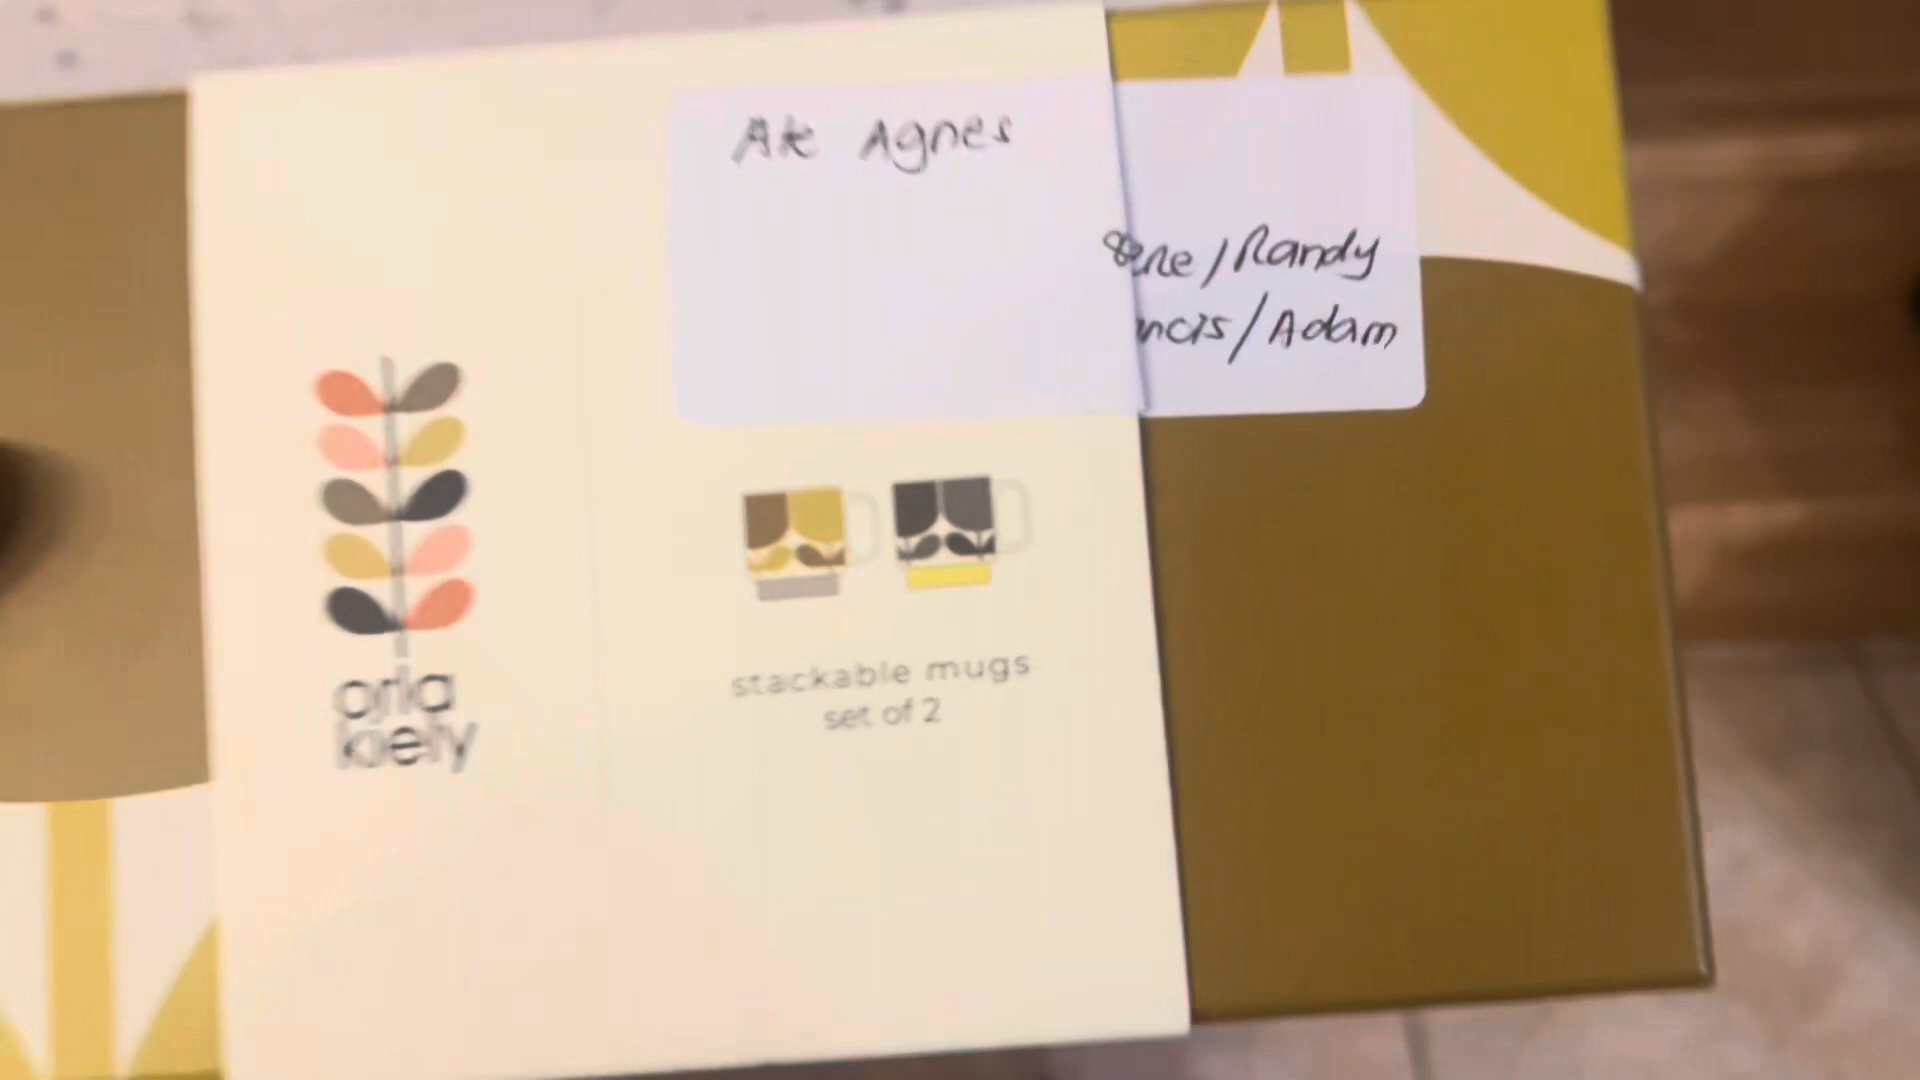 Ate Agnes
/Randy
/Adam
orla
kiely
stackable mugs
set of 2